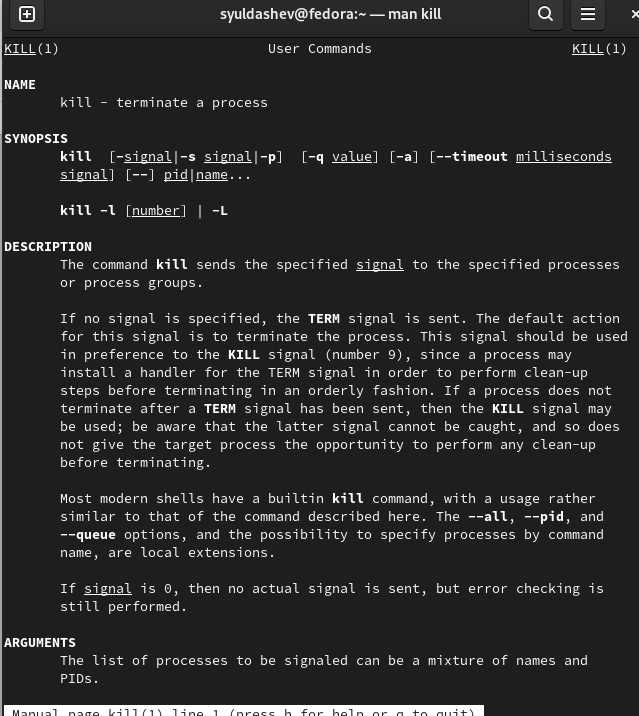 syuldashev@fedora:~ — man kill
KILL(1) User Commands KILL(1)
NAME
kill - terminate a process
SYNOPSIS
kill [-signal|-s signal|-p] [-q value] [-a] [--timeout milliseconds
signal] [--] pid|name...
kill -l [number] | -L
DESCRIPTION
The command kill sends the specified signal to the specified processes
or process groups.
If no signal is specified, the TERM signal is sent. The default action
for this signal is to terminate the process. This signal should be used
in preference to the KILL signal (number 9), since a process may
install a handler for the TERM signal in order to perform clean-up
steps before terminating in an orderly fashion. If a process does not
terminate after a TERM signal has been sent, then the KILL signal may
be used; be aware that the latter signal cannot be caught, and so does
not give the target process the opportunity to perform any clean-up
before terminating.
Most modern shells have a builtin kill command, with a usage rather
similar to that of the command described here. The --all, --pid, and
--queue options, and the possibility to specify processes by command
name, are local extensions.
If signal is 0, then no actual signal is sent, but error checking is
still performed.
ARGUMENTS
The list of processes to be signaled can be a mixture of names and
PIDs.
Manual page kill(1) line 1 (press h for help or q to quit)